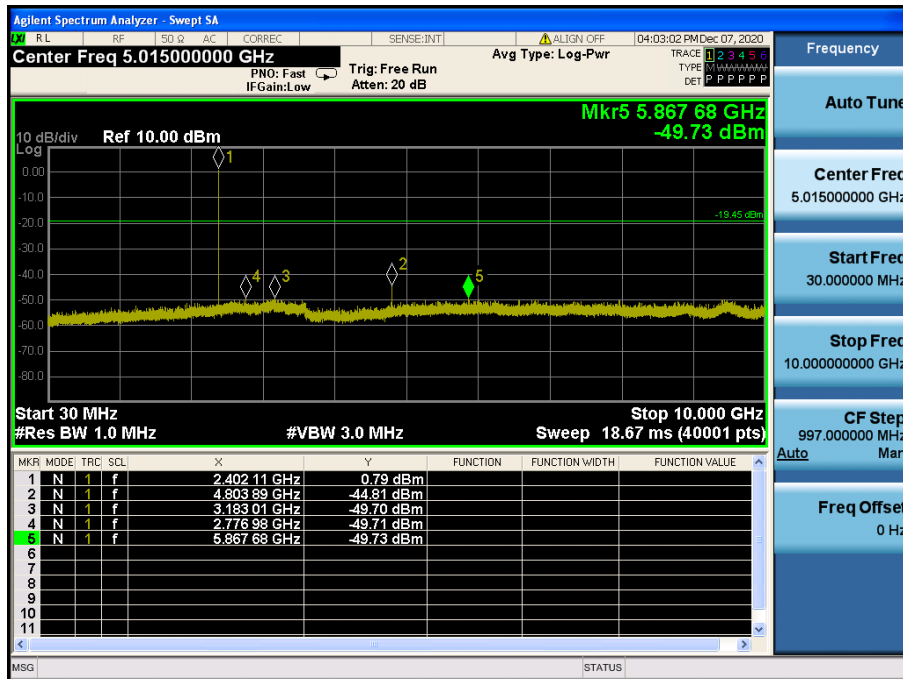 Agilent Spectrum Analyzer - Swept SA
LXI RL RF 50 Ω AC CORREC SENSE:INT ALIGN OFF 04:03:02 PM Dec 07, 2020
Center Freq 5.015000000 GHz
PNO: Fast
IFGain:Low
Trig: Free Run
Atten: 20 dB
Avg Type: Log-Pwr
TRACE 1 2 3 4 5 6
TYPE M WWWWW
DET P P P P P P
Mkr5 5.867 68 GHz
-49.73 dBm
10 dB/div Ref 10.00 dBm
Log
1
0.00
-10.0
-19.45 dBm
-20.0
-30.0
2
-40.0
4 3 5
-50.0
-60.0
-70.0
-80.0
Start 30 MHz Stop 10.000 GHz
#Res BW 1.0 MHz #VBW 3.0 MHz Sweep 18.67 ms (40001 pts)
MKR MODE TRC SCL X Y FUNCTION FUNCTION WIDTH FUNCTION VALUE
1 N 1 f 2.402 11 GHz 0.79 dBm
2 N 1 f 4.803 89 GHz -44.81 dBm
3 N 1 f 3.183 01 GHz -49.70 dBm
4 N 1 f 2.776 98 GHz -49.71 dBm
5 N 1 f 5.867 68 GHz -49.73 dBm
6
7
8
9
10
11
MSG STATUS
Frequency
Auto Tune
Center Freq
5.015000000 GHz
Start Freq
30.000000 MHz
Stop Freq
10.000000000 GHz
CF Step
997.000000 MHz
Auto Man
Freq Offset
0 Hz